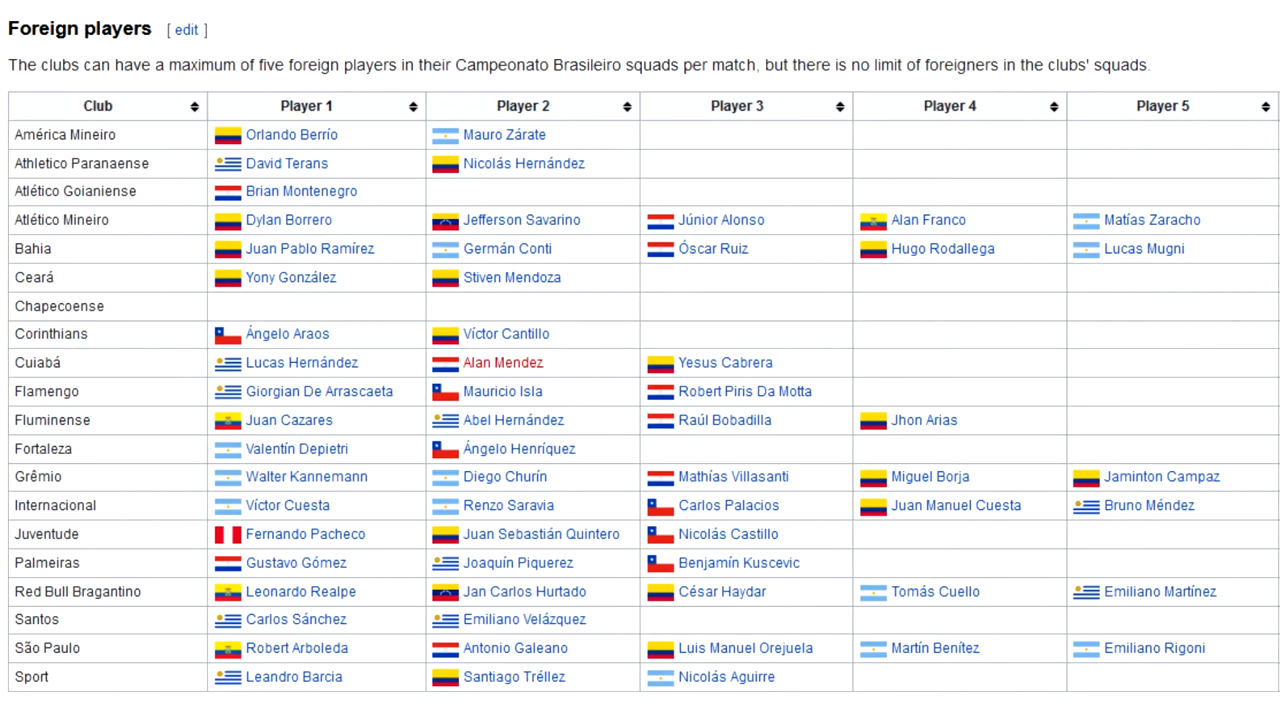 Foreign players [ edit ]
The clubs can have a maximum of five foreign players in their Campeonato Brasileiro squads per match, but there is no limit of foreigners in the clubs' squads.
Club Player 1 Player 2 Player 3 Player 4 Player 5
América Mineiro Orlando Berrío Mauro Zárate
Athletico Paranaense David Terans Nicolás Hernández
Atlético Goianiense Brian Montenegro
Atlético Mineiro Dylan Borrero Jefferson Savarino Júnior Alonso Alan Franco Matías Zaracho
Bahia Juan Pablo Ramírez Germán Conti Óscar Ruiz Hugo Rodallega Lucas Mugni
Ceará Yony González Stiven Mendoza
Chapecoense
Corinthians Ángelo Araos Víctor Cantillo
Cuiabá Lucas Hernández Alan Mendez Yesus Cabrera
Flamengo Giorgian De Arrascaeta Mauricio Isla Robert Piris Da Motta
Fluminense Juan Cazares Abel Hernández Raúl Bobadilla Jhon Arias
Fortaleza Valentín Depietri Ángelo Henríquez
Grêmio Walter Kannemann Diego Churín Mathías Villasanti Miguel Borja Jaminton Campaz
Internacional Víctor Cuesta Renzo Saravia Carlos Palacios Juan Manuel Cuesta Bruno Méndez
Juventude Fernando Pacheco Juan Sebastián Quintero Nicolás Castillo
Palmeiras Gustavo Gómez Joaquín Piquerez Benjamín Kuscevic
Red Bull Bragantino Leonardo Realpe Jan Carlos Hurtado César Haydar Tomás Cuello Emiliano Martínez
Santos Carlos Sánchez Emiliano Velázquez
São Paulo Robert Arboleda Antonio Galeano Luis Manuel Orejuela Martín Benítez Emiliano Rigoni
Sport Leandro Barcia Santiago Tréllez Nicolás Aguirre